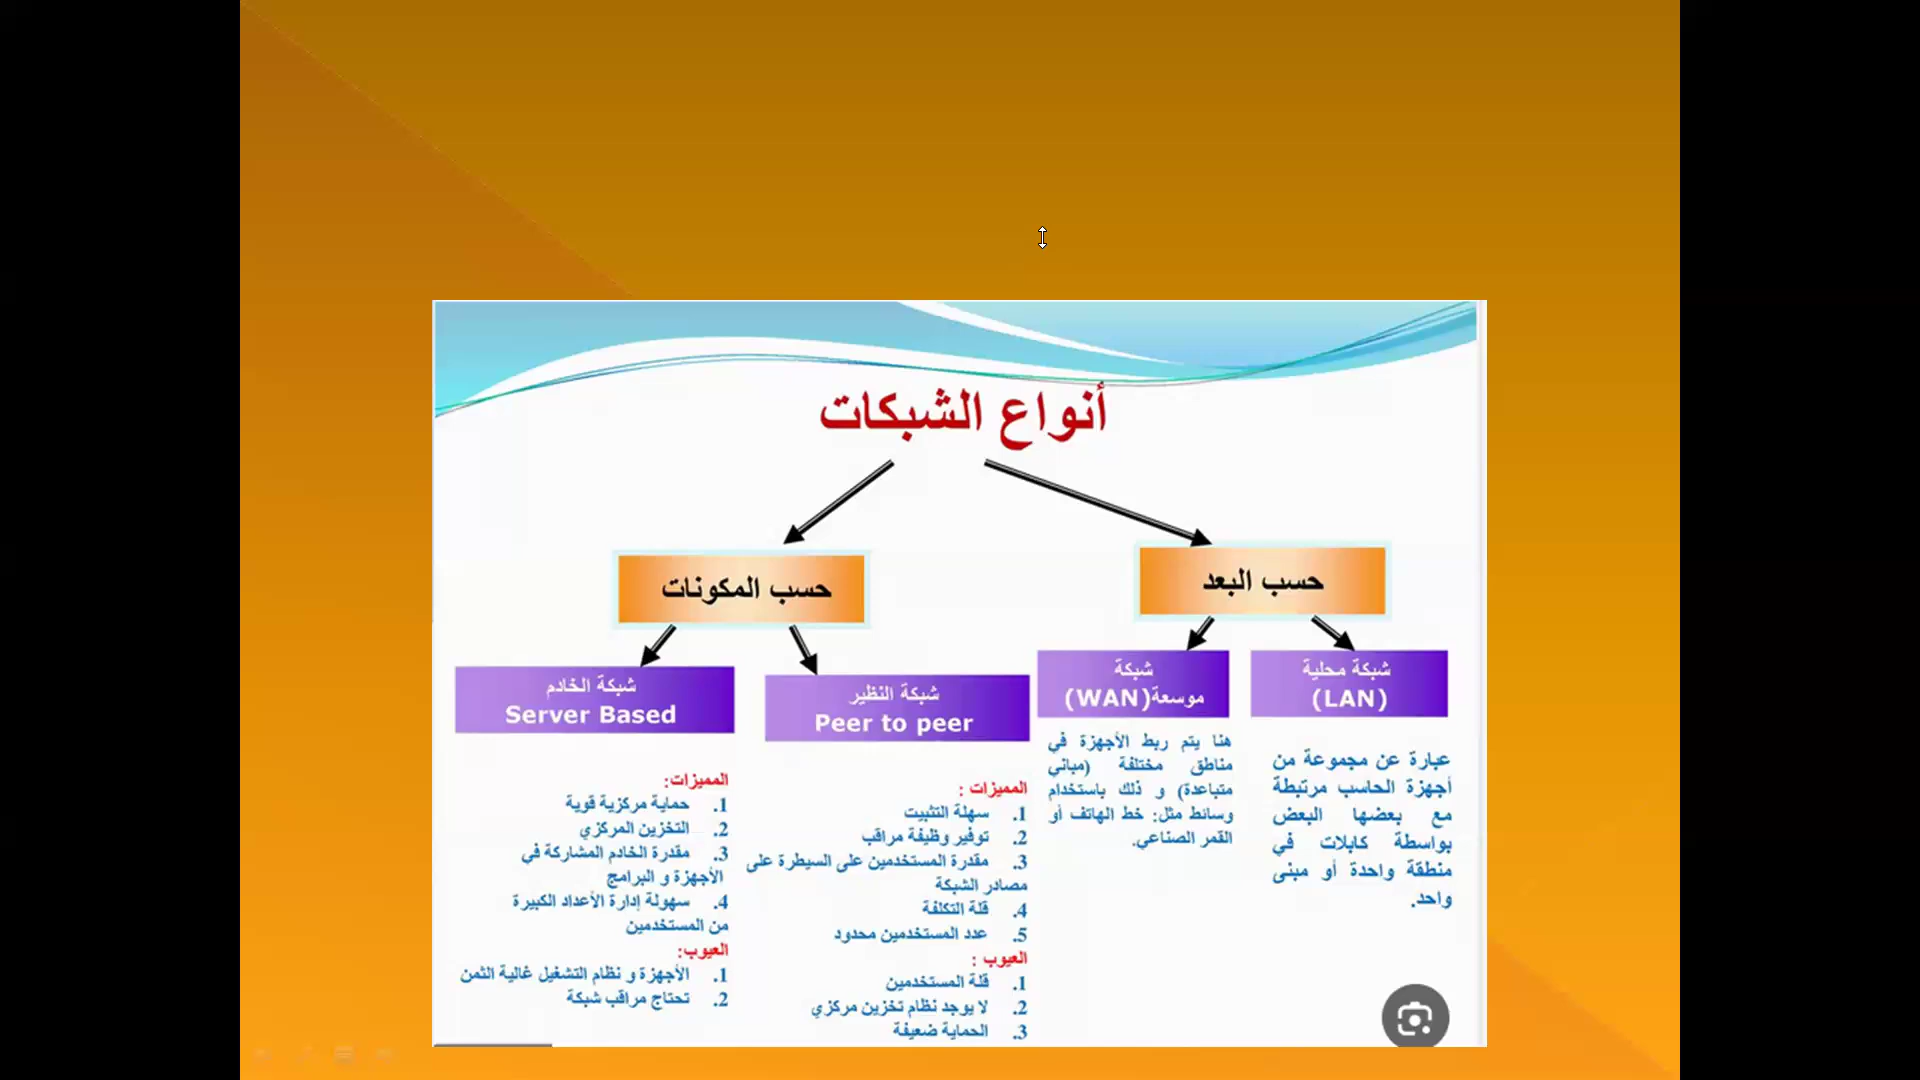 أنواع الشبكات
حسب البعد
حسب المكونات
شبكة محلية
(LAN)
عبارة عن مجموعة من
أجهزة الحاسب مرتبطة
مع بعضها البعض
بواسطة كابلات في
منطقة واحدة أو مبنى
واحد.
شبكة
موسعة(WAN)
هنا يتم ربط الأجهزة في
مناطق مختلفة (مباني
متباعدة) و ذلك باستخدام
وسائط مثل: خط الهاتف أو
القمر الصناعي.
شبكة النظير
Peer to peer
المميزات :
1. سهلة التثبيت
2. توفير وظيفة مراقب
3. مقدرة المستخدمين على السيطرة على
مصادر الشبكة
4. قلة التكلفة
5. عدد المستخدمين محدود
العيوب :
1. قلة المستخدمين
2. لا يوجد نظام تخزين مركزي
3. الحماية ضعيفة
شبكة الخادم
Server Based
المميزات:
1. حماية مركزية قوية
2. التخزين المركزي
3. مقدرة الخادم المشاركة في
الأجهزة و البرامج
4. سهولة إدارة الأعداد الكبيرة
من المستخدمين
العيوب:
1. الأجهزة و نظام التشغيل غالية الثمن
2. تحتاج مراقب شبكة